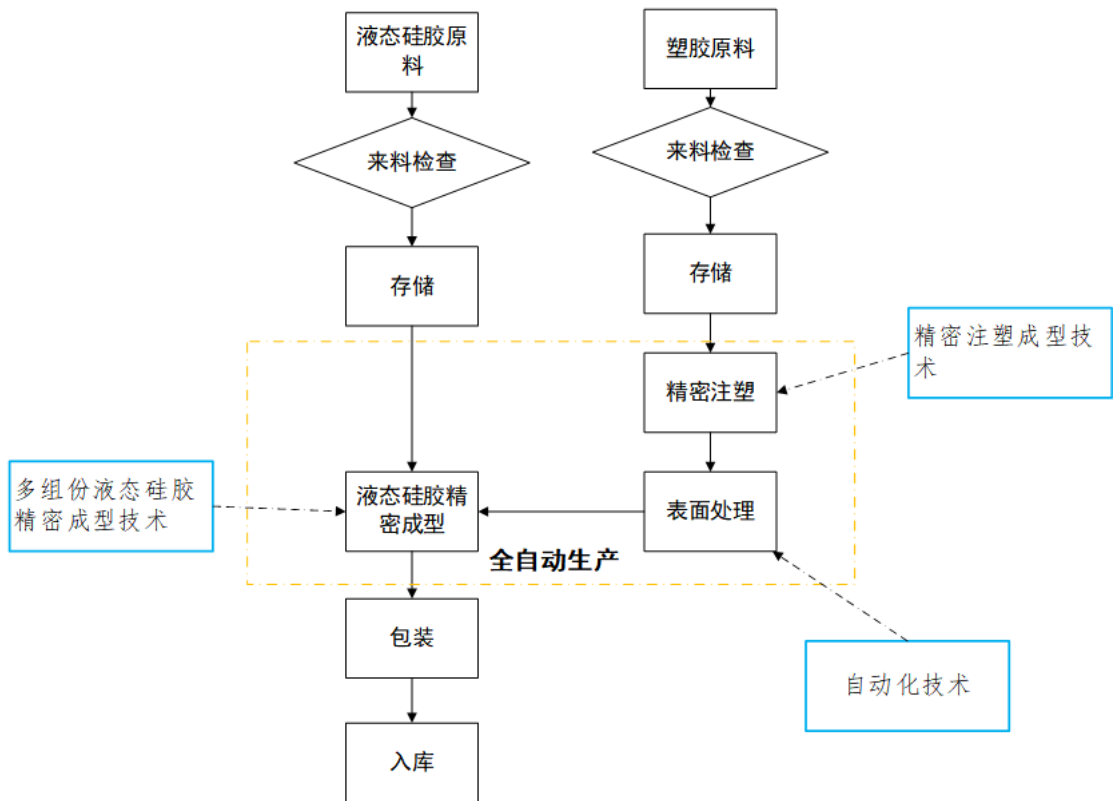 液态硅胶原
料
塑胶原料
来料检查
来料检查
存储
存储
精密注塑成型技
术
精密注塑
多组份液态硅胶
精密成型技术
液态硅胶精
密成型
表面处理
全自动生产
包装
自动化技术
入库